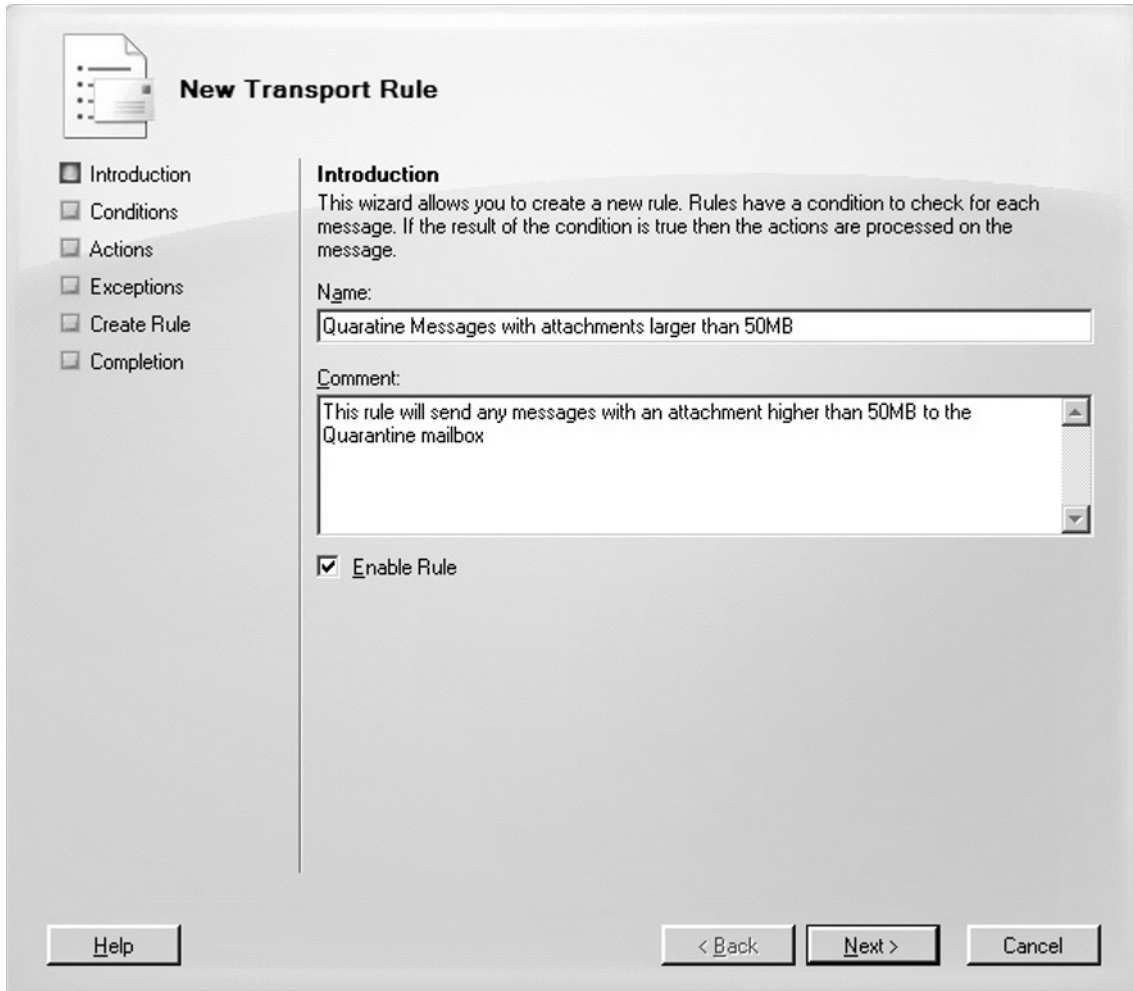 New Transport Rule
Introduction
Conditions
Actions
Exceptions
Create Rule
Completion
Introduction
This wizard allows you to create a new rule. Rules have a condition to check for each
message. If the result of the condition is true then the actions are processed on the
message.
Name:
Quaratine Messages with attachments larger than 50MB
Comment:
This rule will send any messages with an attachment higher than 50MB to the
Quarantine mailbox
Enable Rule
Help
< Back
Next >
Cancel